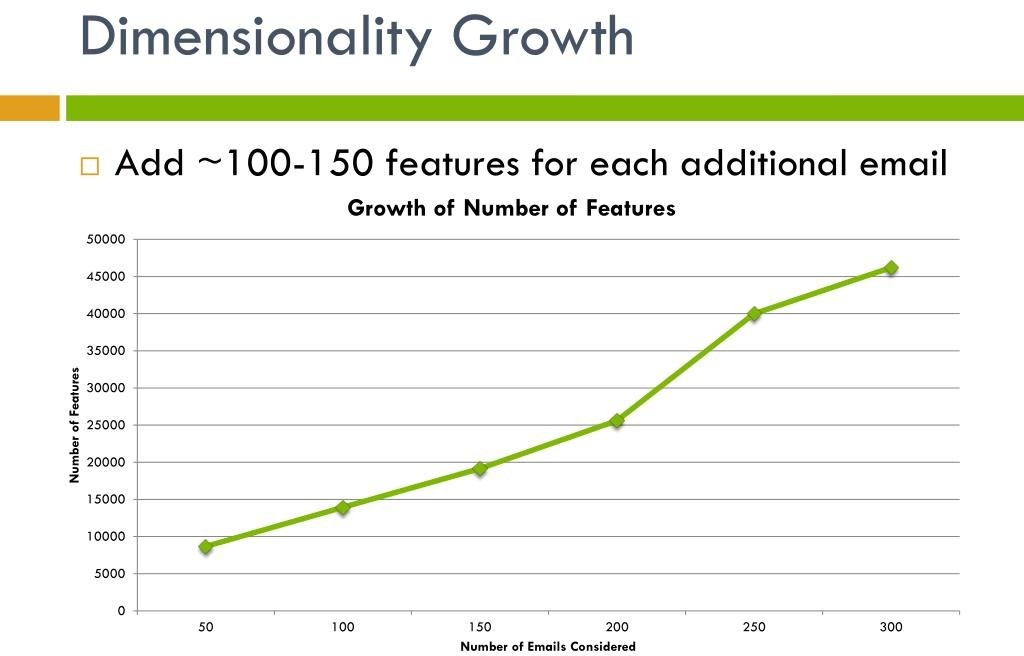 Dimensionality Growth
Add ~100-150 features for each additional email
Growth of Number of Features
50000
45000
40000
35000
30000
25000
20000
15000
10000
5000
0
Number of Features
50 100 150 200 250 300
Number of Emails Considered